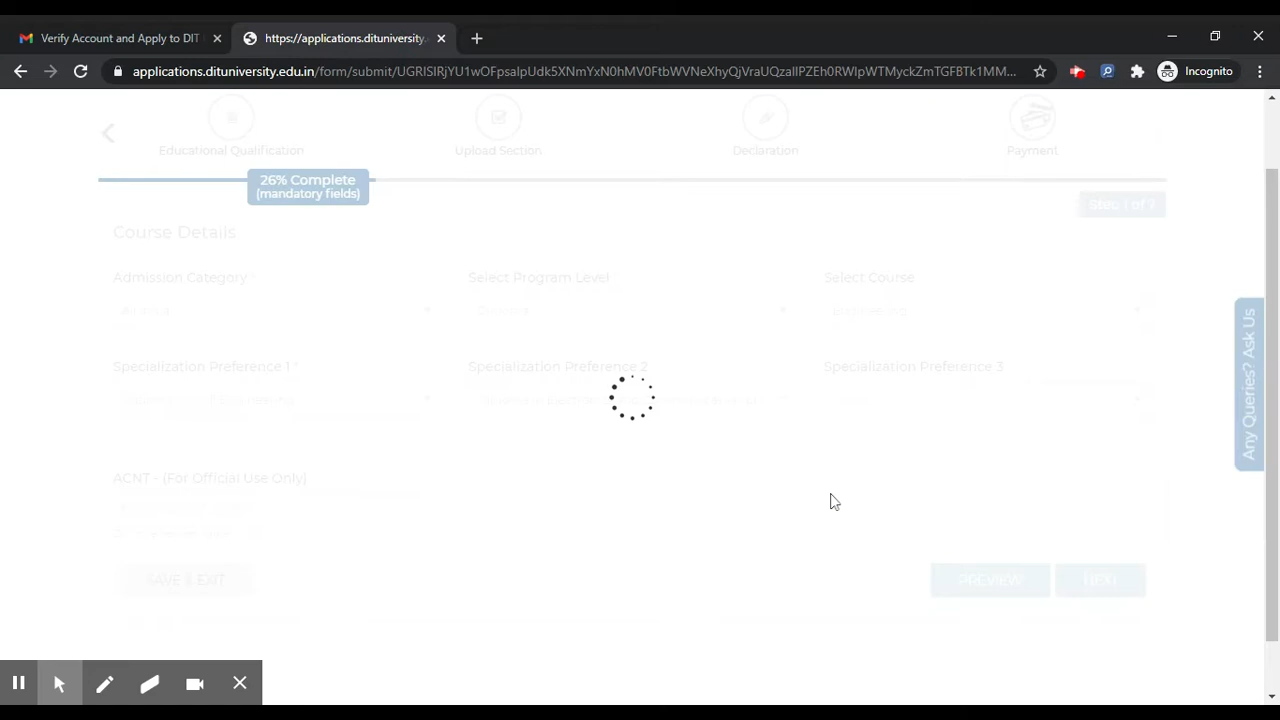 Verify Account and Apply to DIT
https://applications.dituniversity.
applications.dituniversity.edu.in/form/submit/UGRISlRjYU1wOFpsalpUdk5XNmYxN0hMV0FtbWVNeXhyQjVraUQzallPZEh0RWlpWTMyckZmTGFBTk1MM...
Incognito
Educational Qualification
Upload Section
Declaration
Payment
26% Complete
(mandatory fields)
Step 1 of 7
Course Details
Admission Category *
Select Program Level
Select Course
Engineering
Specialization Preference 1 *
Specialization Preference 2
Specialization Preference 3
ACNT - (For Official Use Only)
SAVE & EXIT
PREVIEW
NEXT
Any Queries? Ask Us